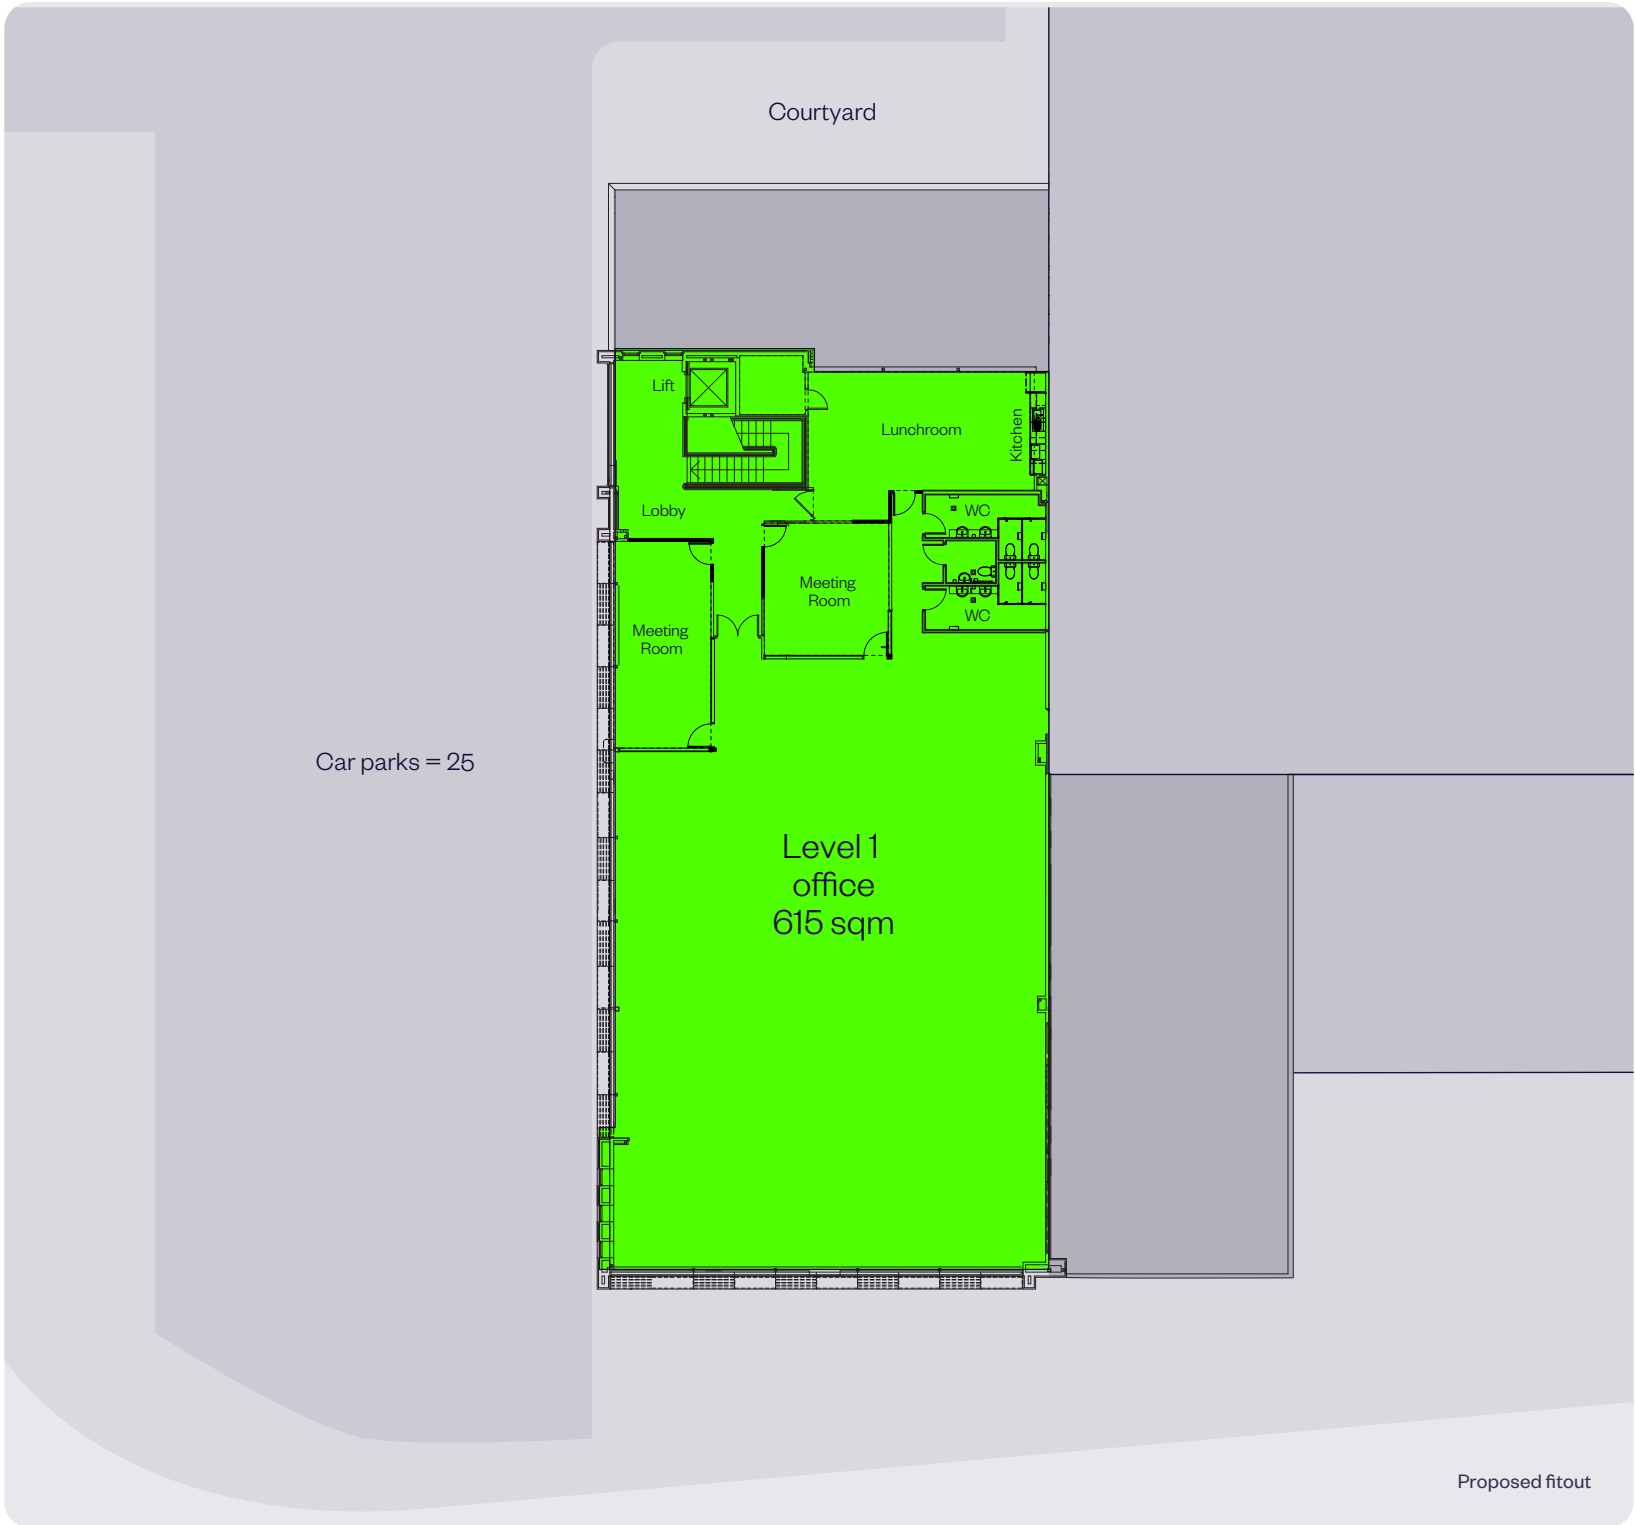 Courtyard
Lift
Lunchroom
Kitchen
Lobby
WC
Meeting
Room
WC
Meeting
Room
Car parks = 25
Level 1
office
615 sqm
Proposed fitout